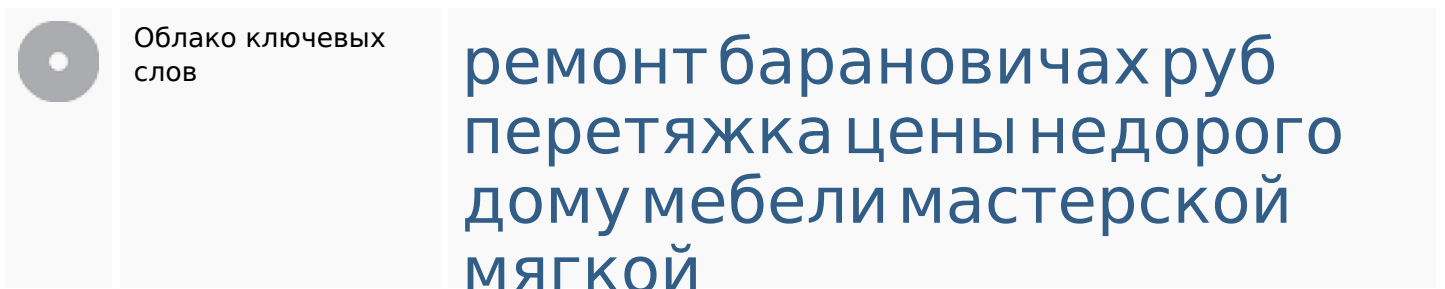 Облако ключевых
слов
ремонт барановичах руб
перетяжка цены недорого
дому мебели мастерской
мягкой